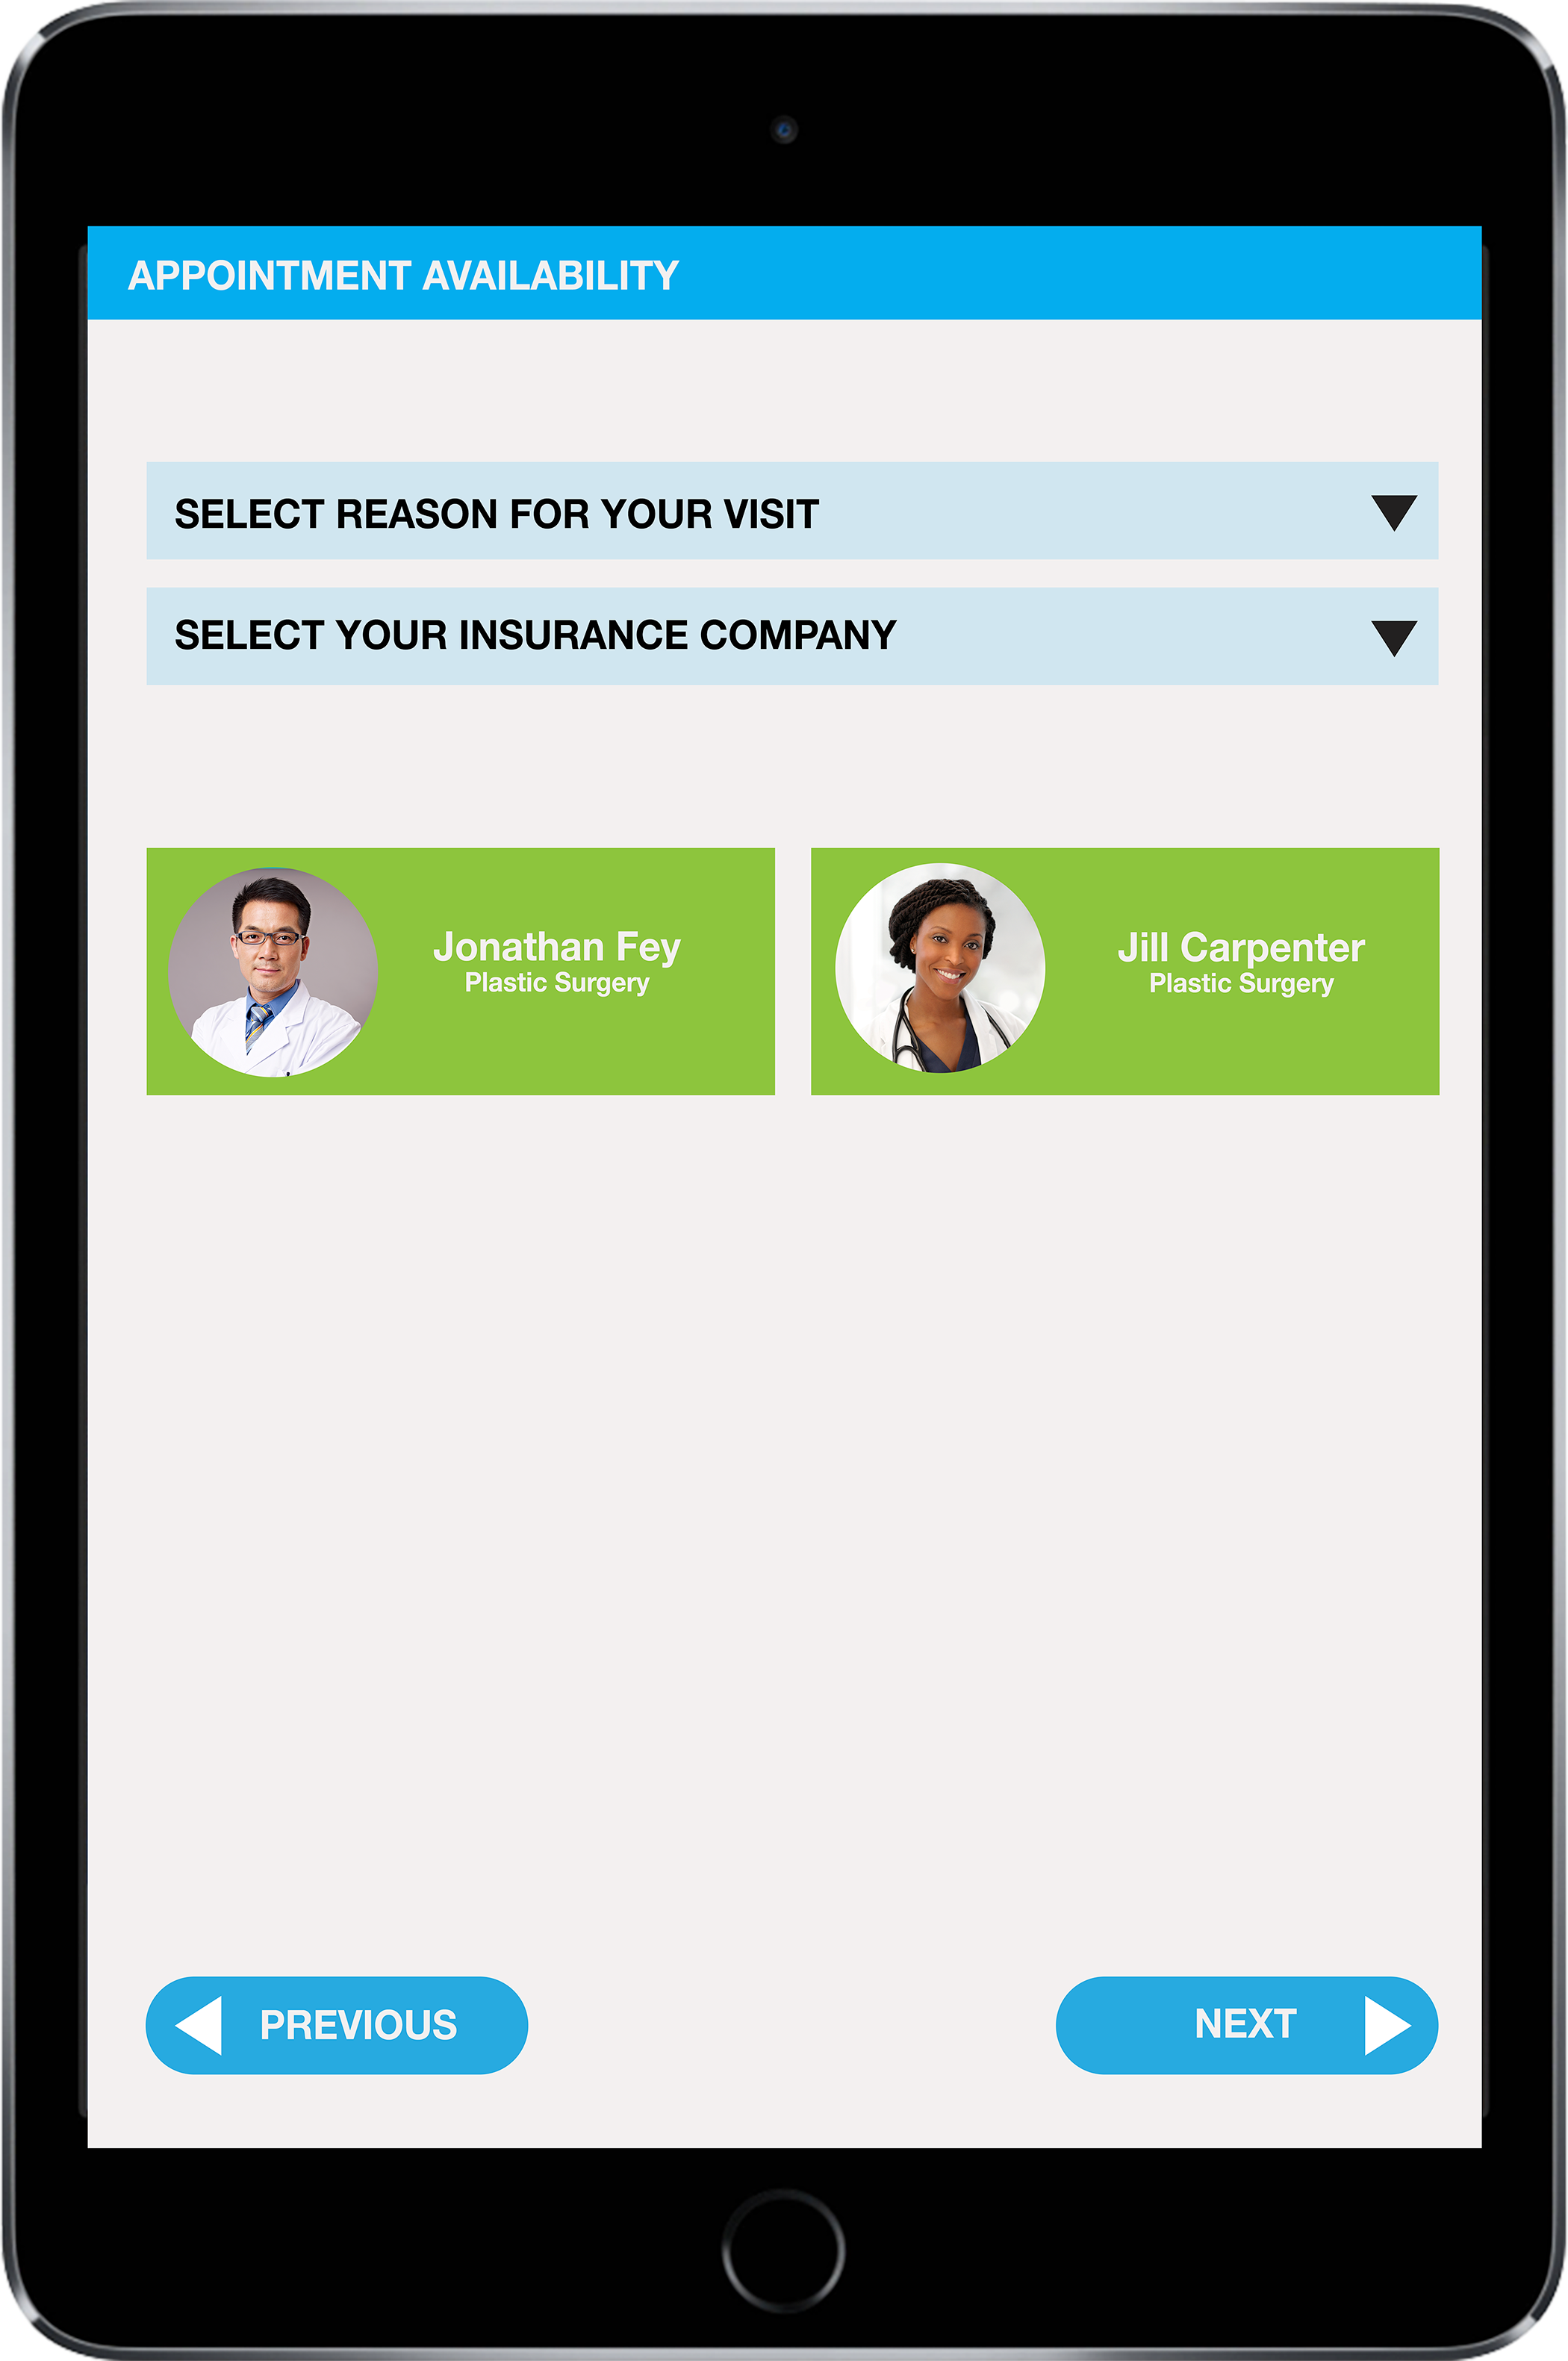 APPOINTMENT AVAILABILITY
SELECT REASON FOR YOUR VISIT
SELECT YOUR INSURANCE COMPANY
Jonathan Fey
Plastic Surgery
Jill Carpenter
Plastic Surgery
PREVIOUS
NEXT